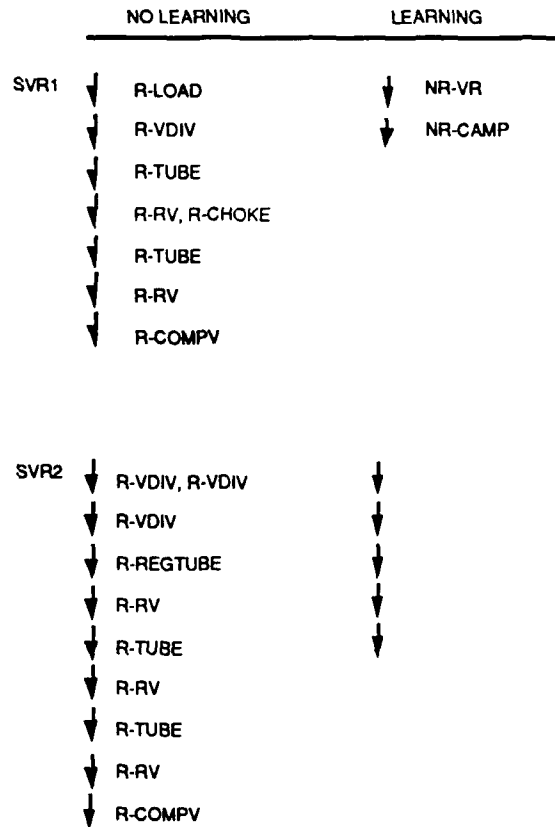 NO LEARNING LEARNING
SVR1 R-LOAD NR-VR
R-VDIV NR-CAMP
R-TUBE
R-RV, R-CHOKE
R-TUBE
R-RV
R-COMPV
SVR2 R-VDIV, R-VDIV
R-VDIV
R-REGTUBE
R-RV
R-TUBE
R-RV
R-TUBE
R-RV
R-COMPV